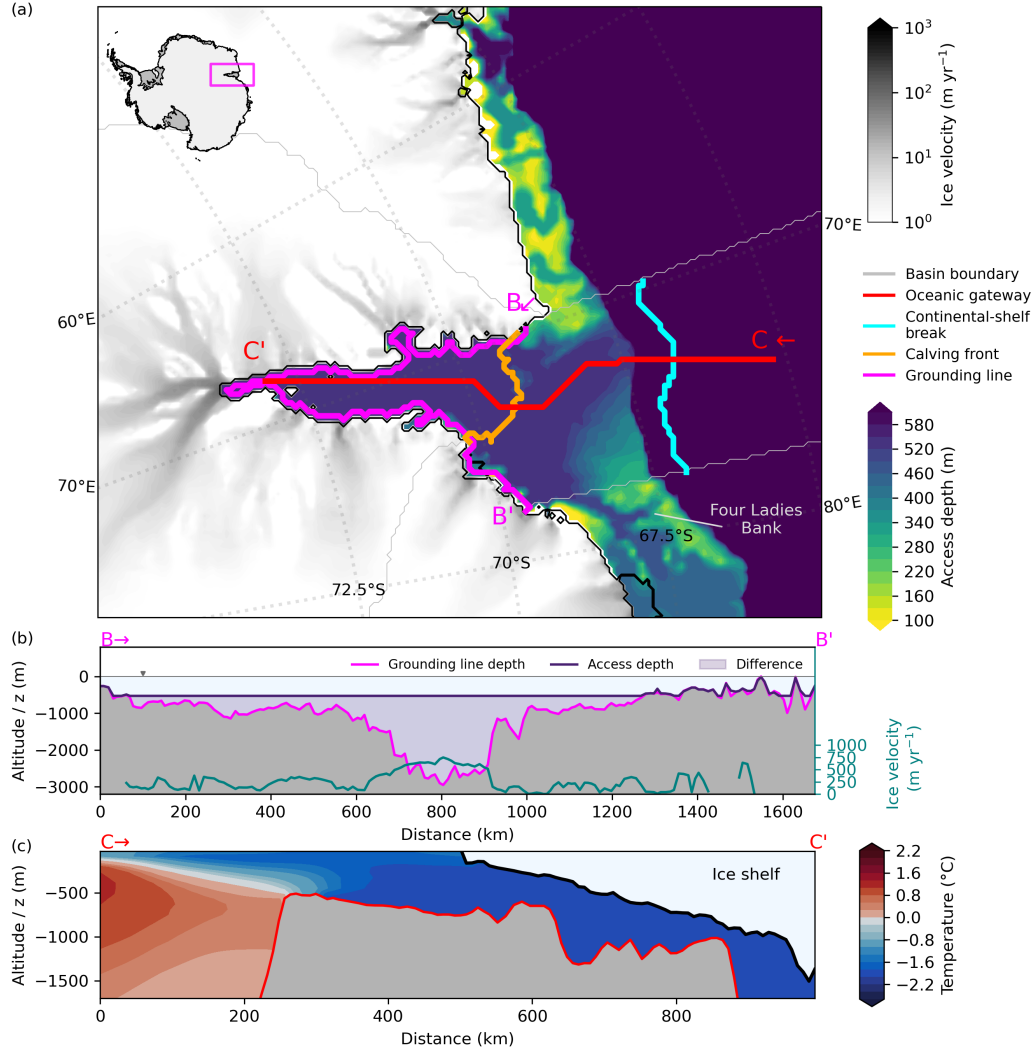 (a)
10³
10²
10¹
10⁰
Ice velocity (m yr⁻¹)
70°E
60°E
70°E
80°E
B↙
C ←
C'
B'
Four Ladies
Bank
67.5°S
70°S
72.5°S
Basin boundary
Oceanic gateway
Continental-shelf
break
Calving front
Grounding line
580
520
460
400
340
280
220
160
100
Access depth (m)
(b)
B→
B'
Grounding line depth
Access depth
Difference
0
−1000
−2000
−3000
Altitude / z (m)
1000
750
500
250
0
Ice velocity
(m yr⁻¹)
0
200
400
600
800
1000
1200
1400
1600
Distance (km)
(c)
C→
C'
Ice shelf
−500
−1000
−1500
Altitude / z (m)
0
200
400
600
800
Distance (km)
2.2
1.6
0.8
0.0
−0.8
−1.6
−2.2
Temperature (°C)